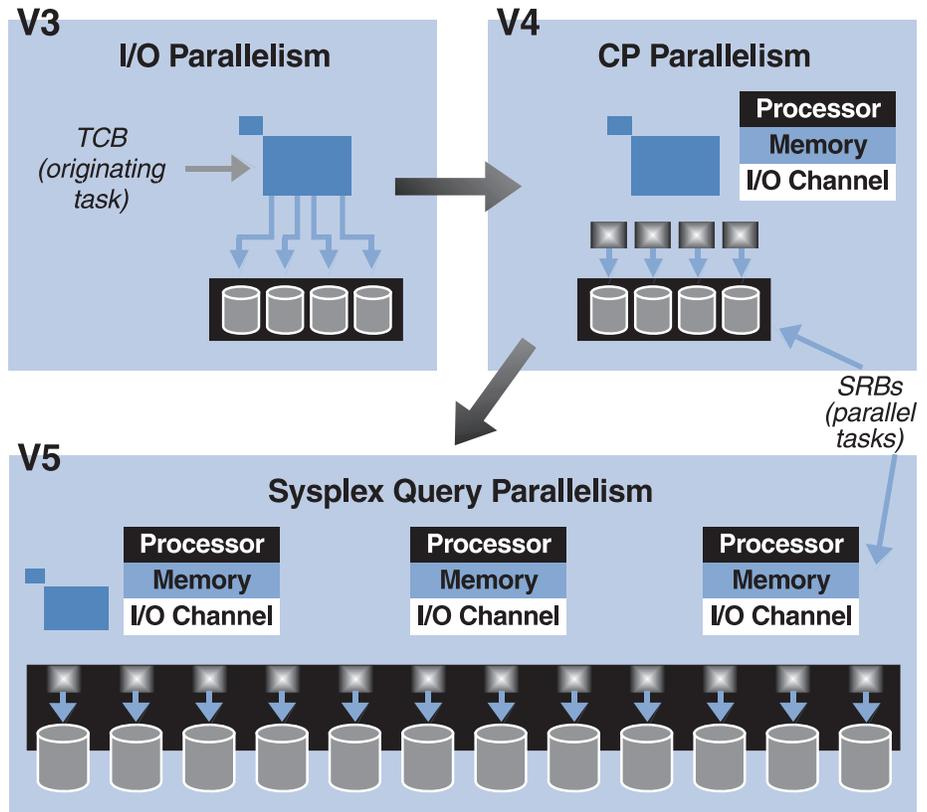 V3
I/O Parallelism
TCB
(originating
task)
V4
CP Parallelism
Processor
Memory
I/O Channel
SRBs
(parallel
tasks)
V5
Sysplex Query Parallelism
Processor
Memory
I/O Channel
Processor
Memory
I/O Channel
Processor
Memory
I/O Channel